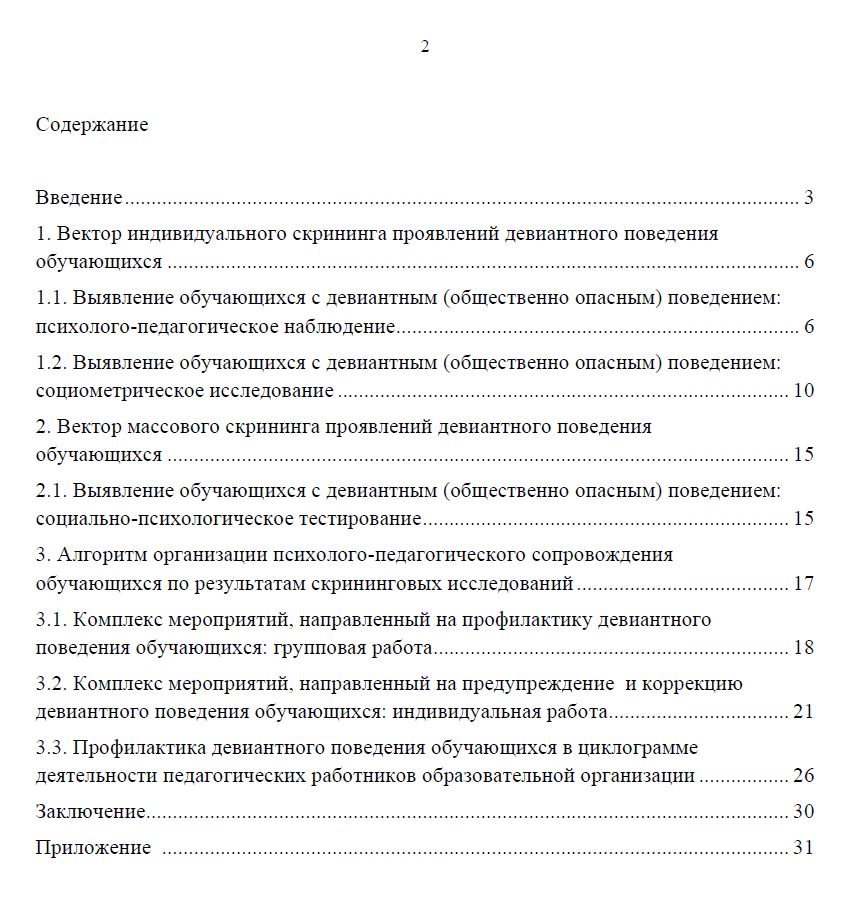 2
Содержание
Введение.......................................................................................................................... 3
1. Вектор индивидуального скрининга проявлений девиантного поведения
обучающихся .................................................................................................................. 6
1.1. Выявление обучающихся с девиантным (общественно опасным) поведением:
психолого-педагогическое наблюдение......................................................................... 6
1.2. Выявление обучающихся с девиантным (общественно опасным) поведением:
социометрическое исследование .................................................................................. 10
2. Вектор массового скрининга проявлений девиантного поведения
обучающихся ................................................................................................................ 15
2.1. Выявление обучающихся с девиантным (общественно опасным) поведением:
социально-психологическое тестирование................................................................... 15
3. Алгоритм организации психолого-педагогического сопровождения
обучающихся по результатам скрининговых исследований ........................................ 17
3.1. Комплекс мероприятий, направленный на профилактику девиантного
поведения обучающихся: групповая работа................................................................. 18
3.2. Комплекс мероприятий, направленный на предупреждение  и коррекцию
девиантного поведения обучающихся: индивидуальная работа.................................. 21
3.3. Профилактика девиантного поведения обучающихся в циклограмме
деятельности педагогических работников образовательной организации ................. 26
Заключение.................................................................................................................... 30
Приложение  ................................................................................................................. 31